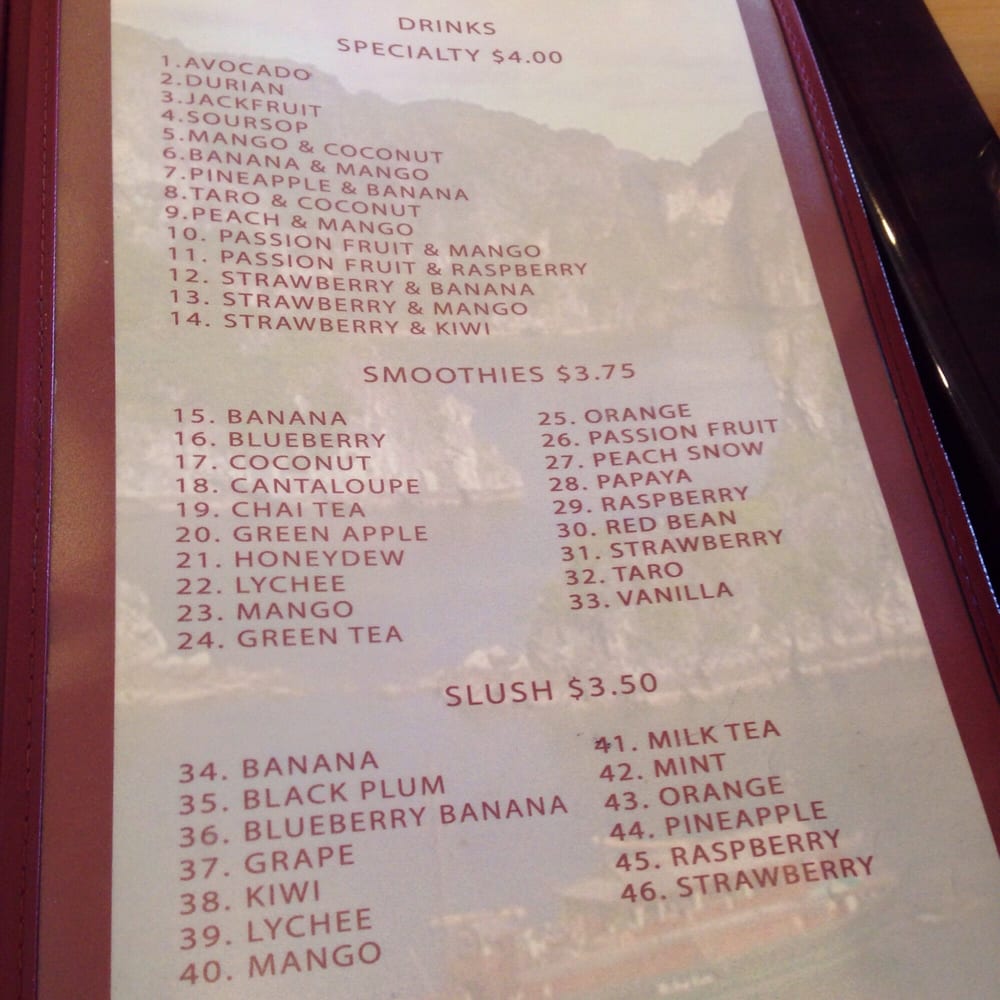 DRINKS
SPECIALTY $4.00
1.AVOCADO
2.DURIAN
3.JACKFRUIT
4.SOURSOP
5.MANGO & COCONUT
6.BANANA & MANGO
7.PINEAPPLE & BANANA
8.TARO & COCONUT
9.PEACH & MANGO
10. PASSION FRUIT & MANGO
11. PASSION FRUIT & RASPBERRY
12. STRAWBERRY & BANANA
13. STRAWBERRY & MANGO
14. STRAWBERRY & KIWI
SMOOTHIES $3.75
15. BANANA
16. BLUEBERRY
17. COCONUT
18. CANTALOUPE
19. CHAI TEA
20. GREEN APPLE
21. HONEYDEW
22. LYCHEE
23. MANGO
24. GREEN TEA
25. ORANGE
26. PASSION FRUIT
27. PEACH SNOW
28. PAPAYA
29. RASPBERRY
30. RED BEAN
31. STRAWBERRY
32. TARO
33. VANILLA
SLUSH $3.50
34. BANANA
35. BLACK PLUM
36. BLUEBERRY BANANA
37. GRAPE
38. KIWI
39. LYCHEE
40. MANGO
41. MILK TEA
42. MINT
43. ORANGE
44. PINEAPPLE
45. RASPBERRY
46. STRAWBERRY